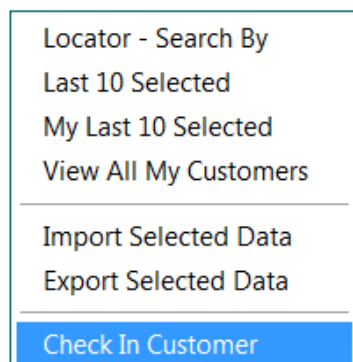 Locator - Search By
Last 10 Selected
My Last 10 Selected
View All My Customers
Import Selected Data
Export Selected Data
Check In Customer